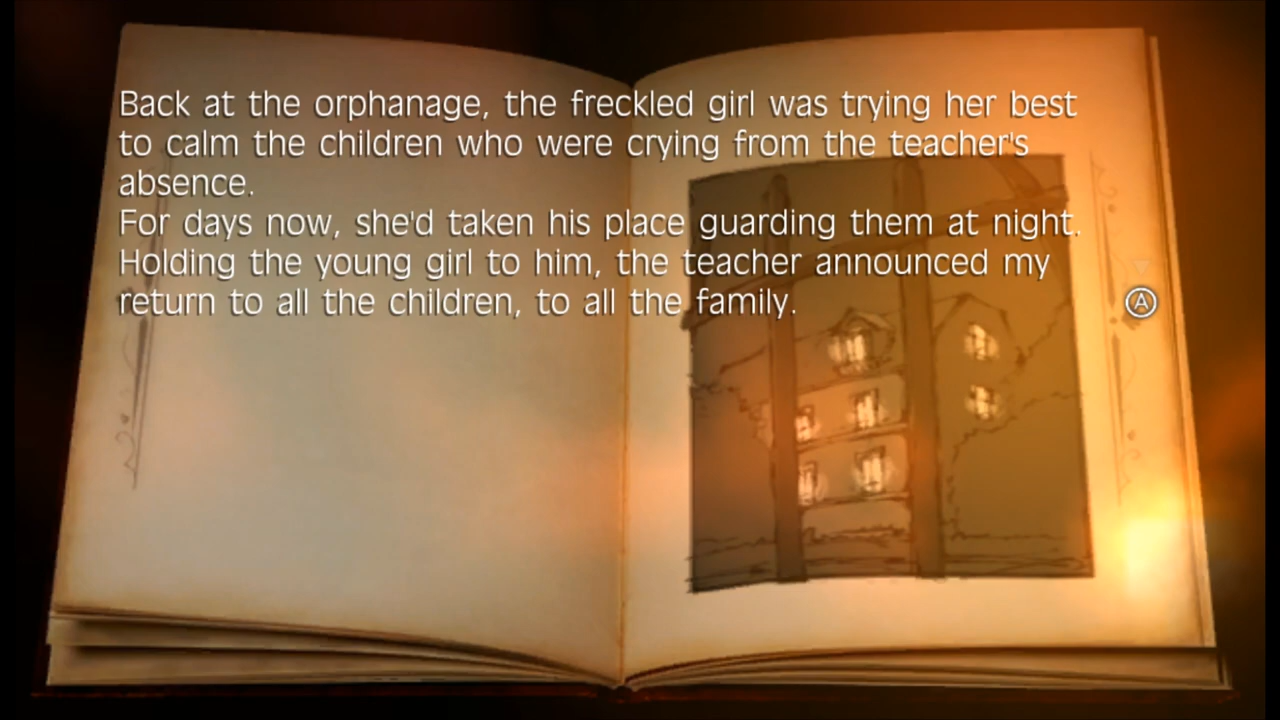 Back at the orphanage, the freckled girl was trying her best
to calm the children who were crying from the teacher's
absence.
For days now, she'd taken his place guarding them at night.
Holding the young girl to him, the teacher announced my
return to all the children, to all the family.
A